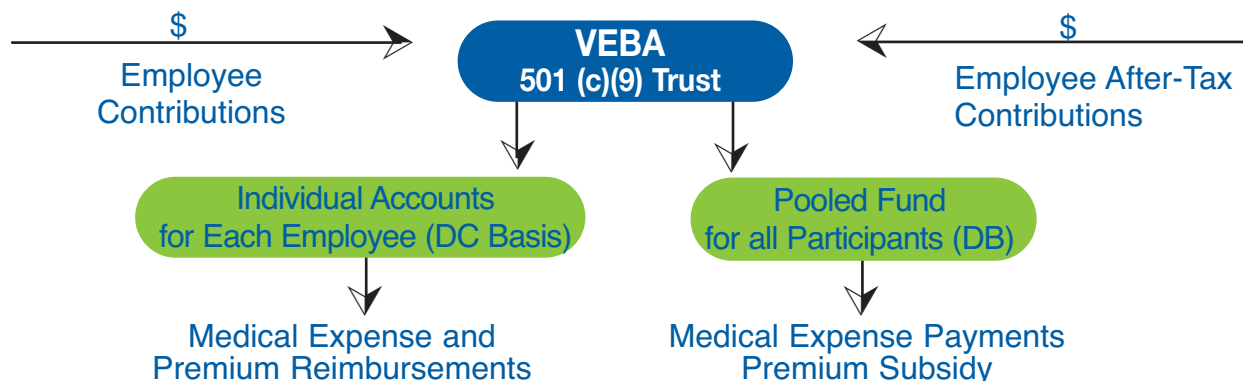 $
Employee
Contributions
VEBA
501 (c)(9) Trust
$
Employee After-Tax
Contributions
Individual Accounts
for Each Employee (DC Basis)
Pooled Fund
for all Participants (DB)
Medical Expense and
Premium Reimbursements
Medical Expense Payments
Premium Subsidy